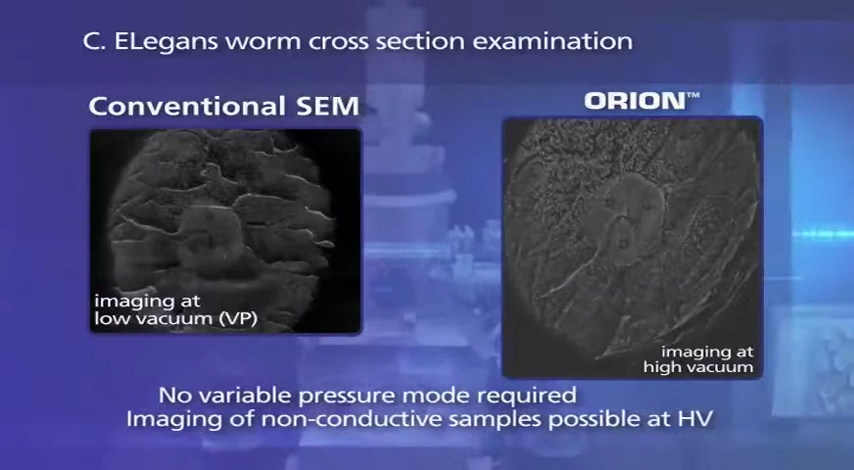 C. ELegans worm cross section examination
Conventional SEM
ORION™
imaging at
low vacuum (VP)
imaging at
high vacuum
No variable pressure mode required
Imaging of non-conductive samples possible at HV